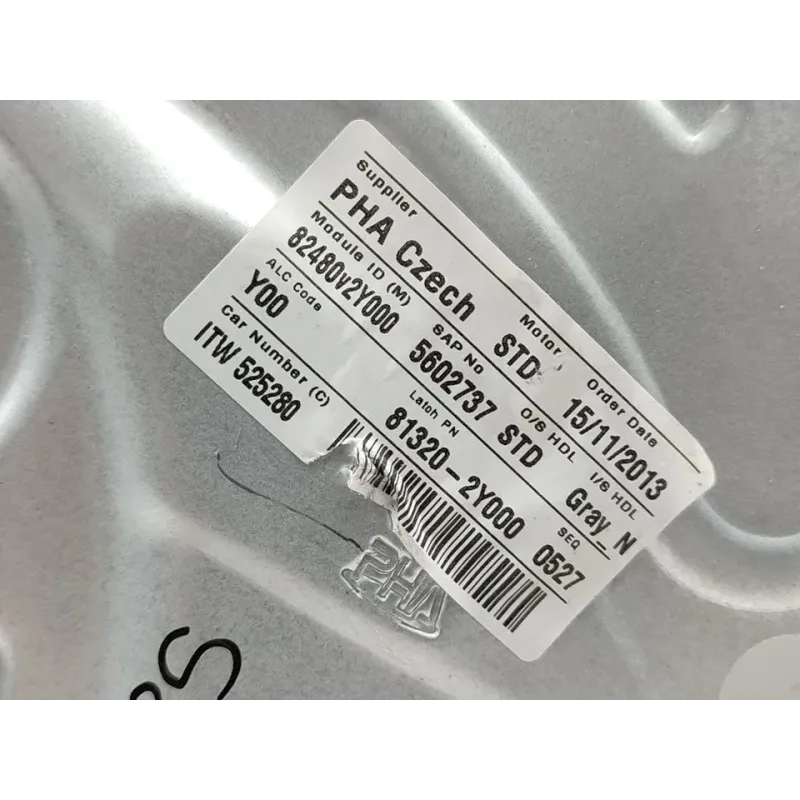 Supplier Motor Order Date
PHA Czech STD 15/11/2013
Module ID (M) SAP No O/S HDL I/S HDL
82480v2Y000 5602737 STD Gray_N
ALC Code Latch PN SEQ
Y00 81320-2Y000 0527
Car Number (C)
ITW 525280
PHA